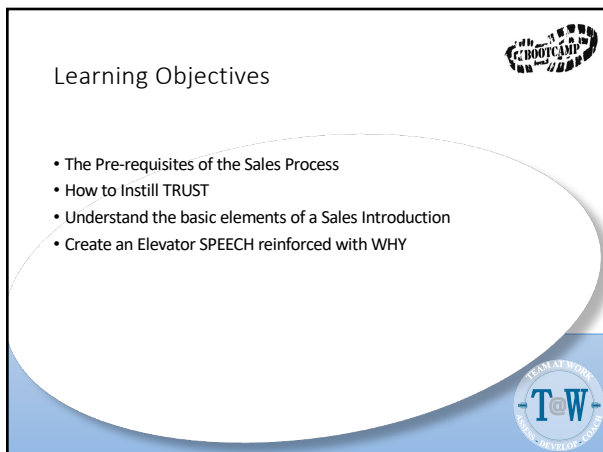 BOOTCAMP
Learning Objectives
• The Pre-requisites of the Sales Process
• How to Instill TRUST
• Understand the basic elements of a Sales Introduction
• Create an Elevator SPEECH reinforced with WHY
TEAM AT WORK
T@W
ASSESS - DEVELOP - COACH